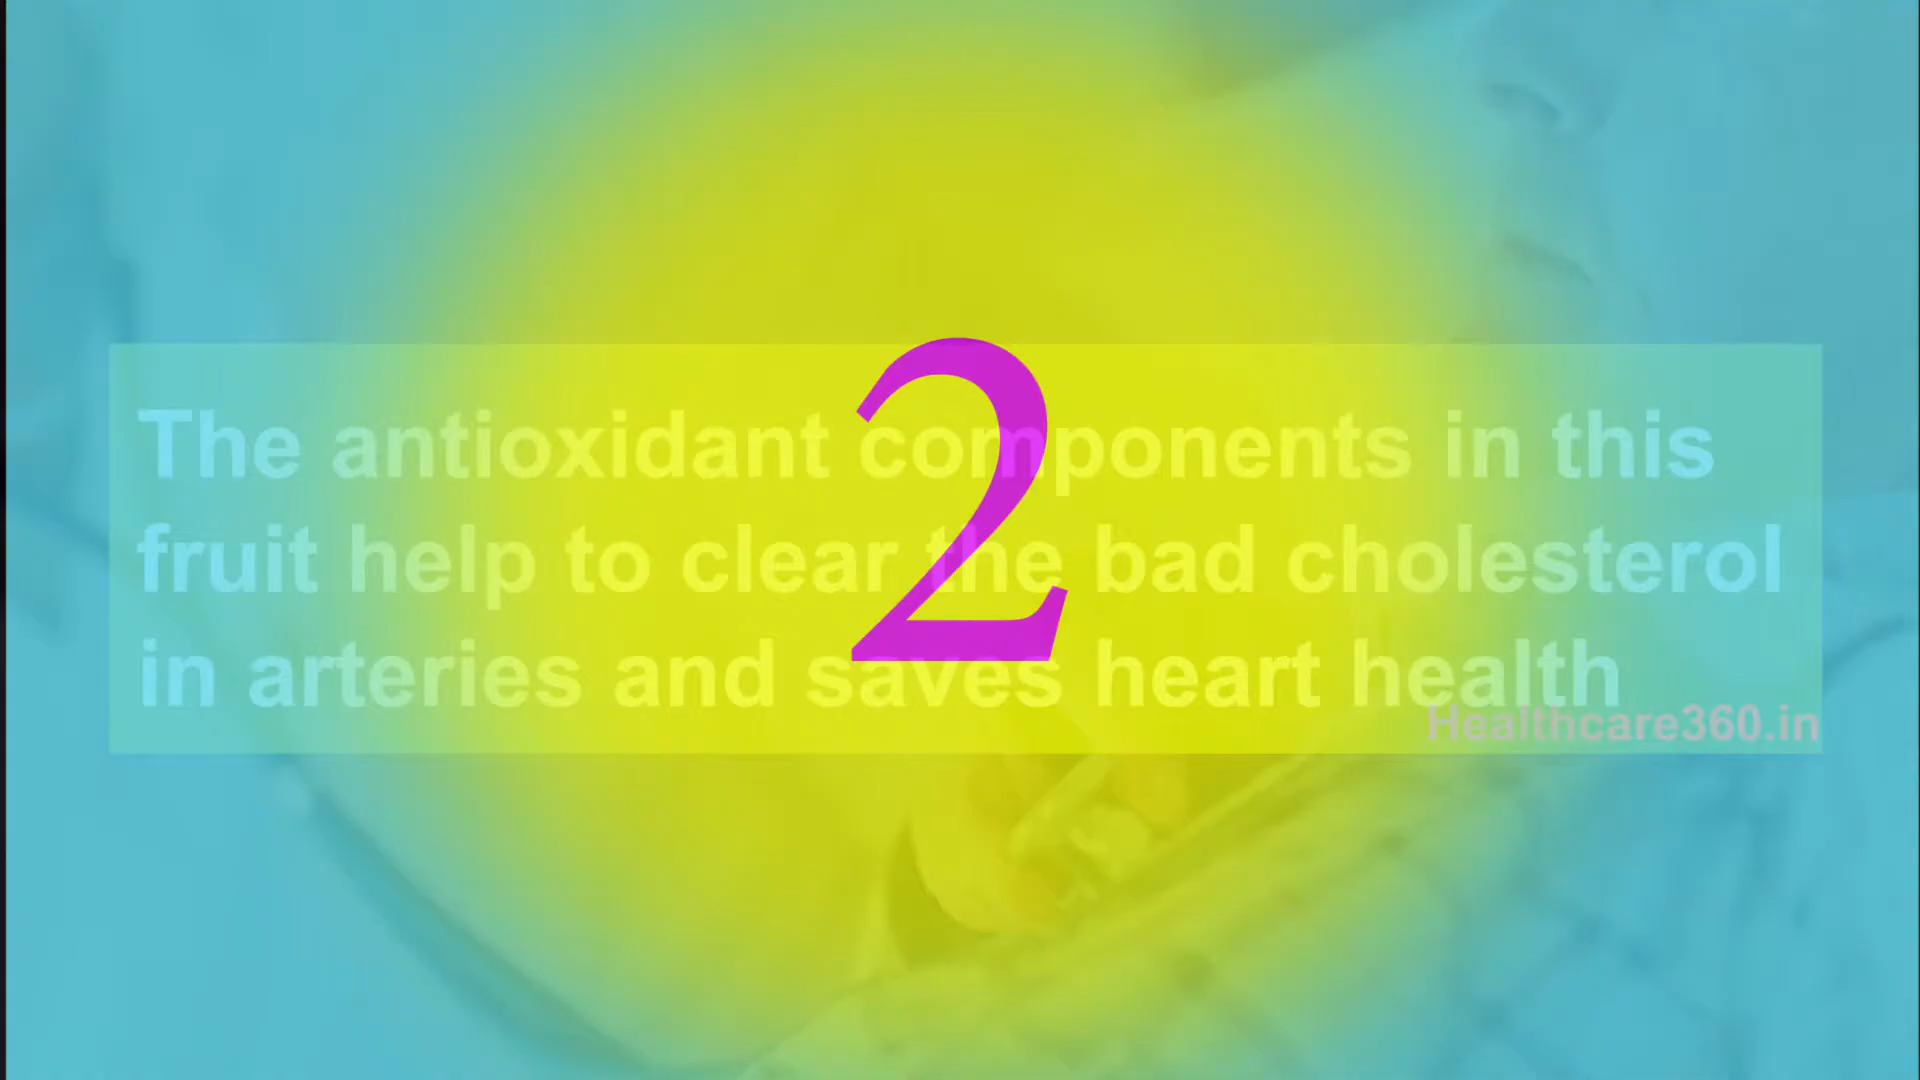 2
The antioxidant components in this
fruit help to clear the bad cholesterol
in arteries and saves heart health
Healthcare360.in